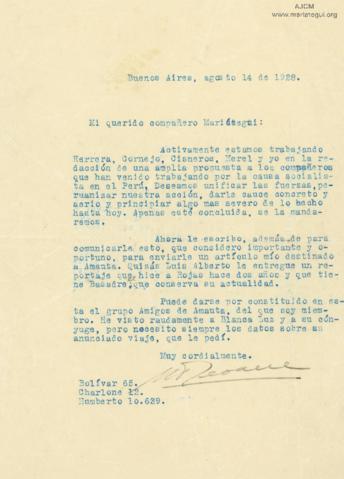 AJCM
www.mariategui.org
Buenos Aires, agosto 14 de 1928.
Mi querido compañero Mariátegui:
Activamente estamos trabajando
Herrera, Cornejo, Cisneros, Merel y yo en la re-
dacción de una amplia propuesta a los compañeros
que han venido trabajando por la causa socialis-
ta en el Perú. Deseamos unificar las fuerzas, pe-
ruanizar nuestra acción, darle cauce concreto y
serio y principiar algo mas severo de lo hecho
hasta hoy. Apenas esté concluida, se la manda-
remos.
Ahora le escribo, además de para
comunicarle esto, que considero importante y o-
portuno, para enviarle un artículo mío destinado
a Amauta. Quizás Luis Alberto le entregue un re-
portaje que hice a Rojas hace dos años y que tie-
ne Basadre, que conserva su actualidad.
Puede darse por constituido en es-
ta el grupo Amigos de Amauta, del que soy miem-
bro. He visto raudamente a Blanca Luz y a su cón-
yuge, pero necesito siempre los datos sobre su
anunciado viaje, que le pedí.
Muy cordialmente.
Bolívar 65.
Charlone 12.
Humberto 1o. 629.